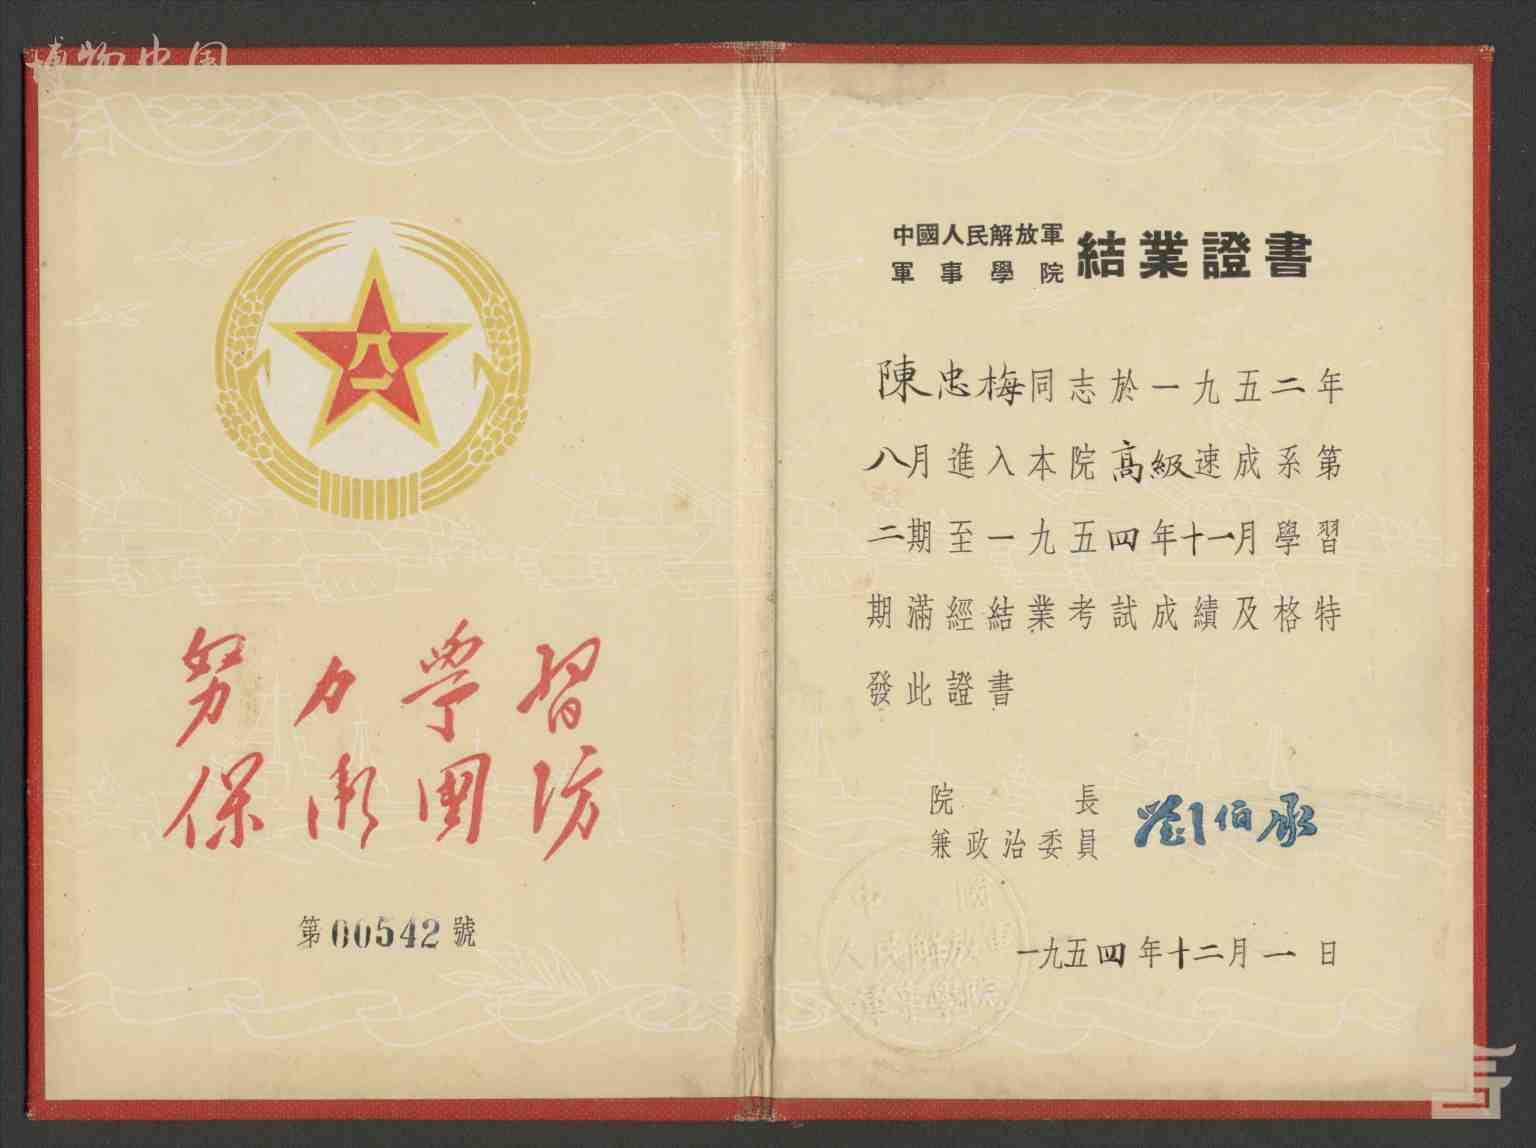 博物中国
八一
努力學習
保衛國防
第00542號
中國人民解放軍
軍事學院
結業證書
陳忠梅同志於一九五二年
八月進入本院高級速成系第
二期至一九五四年十一月學習
期滿經結業考試成績及格特
發此證書
院長
兼政治委員
劉伯承
中國
人民解放軍
軍事學院
一九五四年十二月一日